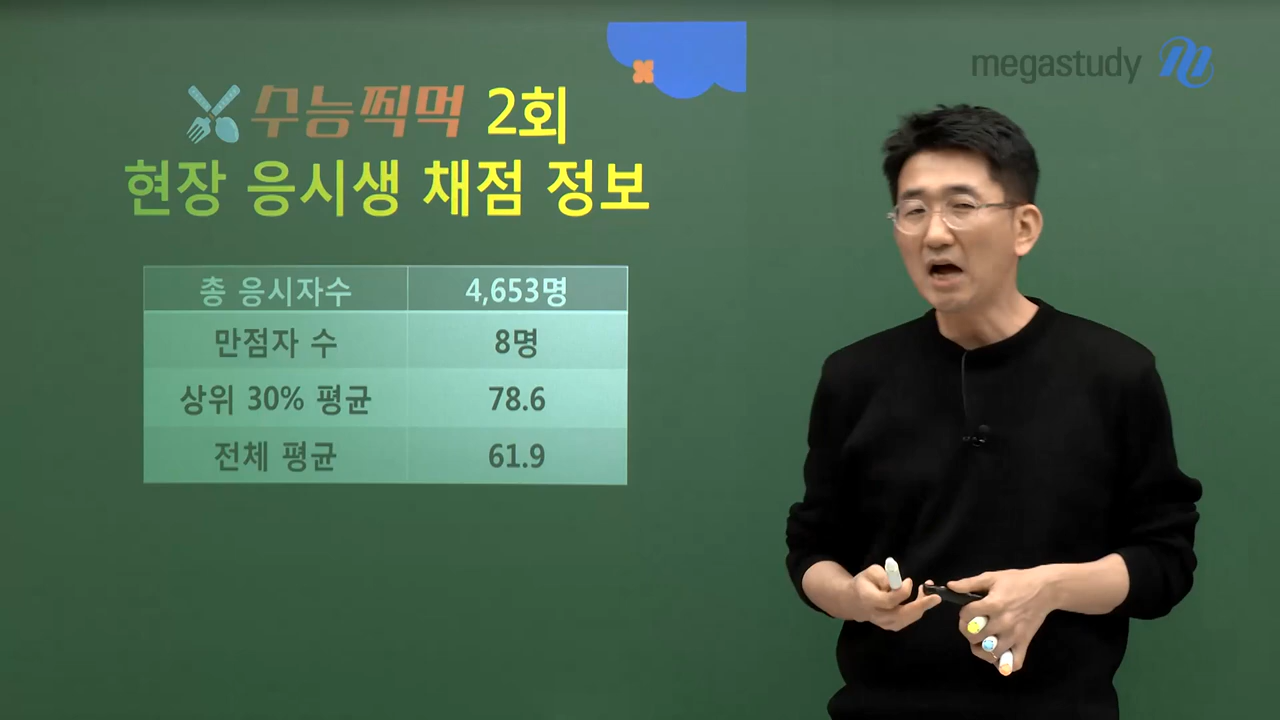 megastudy
수능찍먹 2회
현장 응시생 채점 정보
총 응시자수 4,653명
만점자 수 8명
상위 30% 평균 78.6
전체 평균 61.9